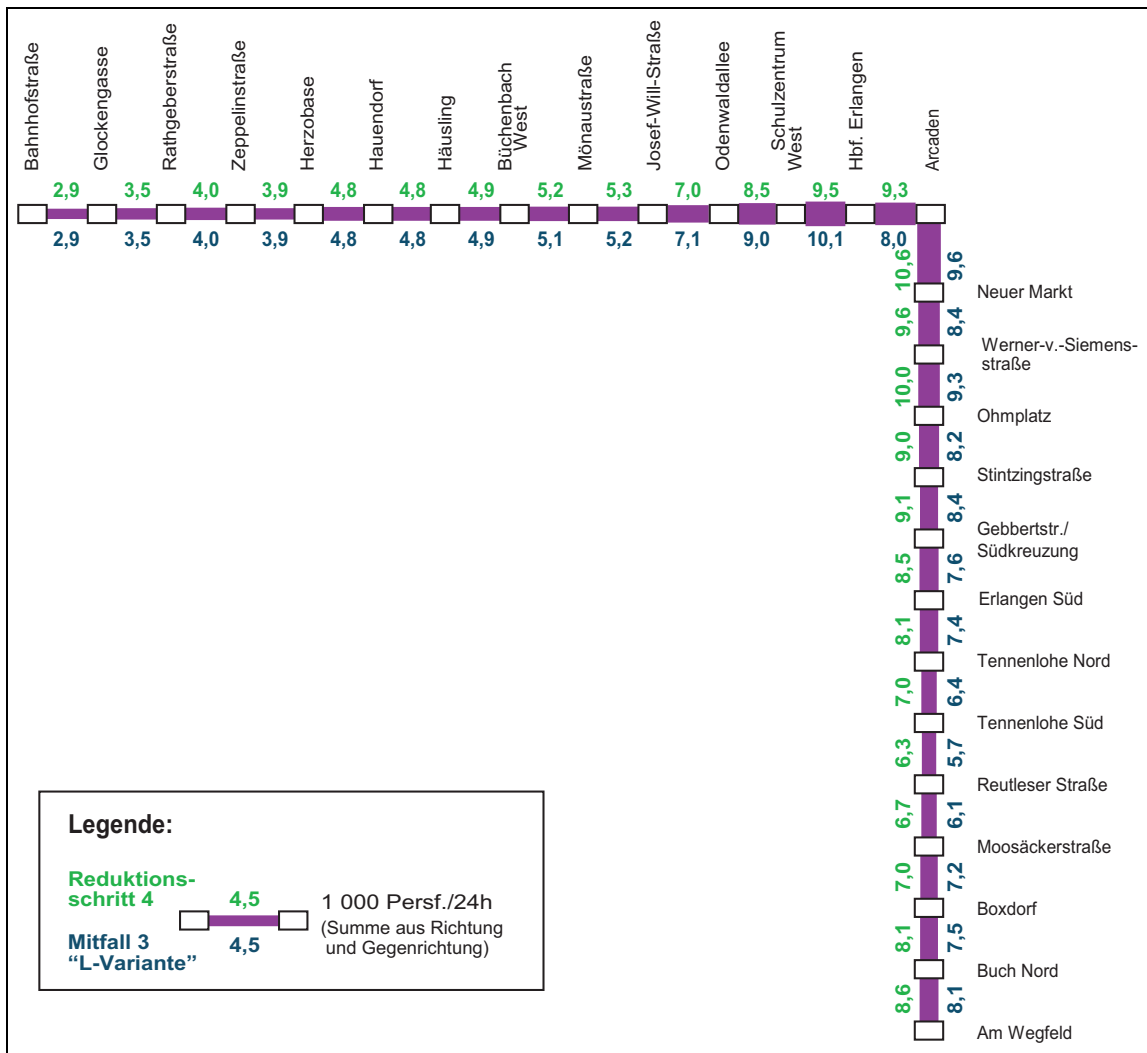 Bahnhofstraße
Glockengasse
Rathgeberstraße
Zeppelinstraße
Herzobase
Hauendorf
Häusling
Büchenbach
West
Mönaustraße
Josef-Will-Straße
Odenwaldallee
Schulzentrum
West
Hbf. Erlangen
Arcaden
2,9 3,5 4,0 3,9 4,8 4,8 4,9 5,2 5,3 7,0 8,5 9,5 9,3
2,9 3,5 4,0 3,9 4,8 4,8 4,9 5,1 5,2 7,1 9,0 10,1 8,0
10,6 9,6
Neuer Markt
9,6 8,4
Werner-v.-Siemens-
straße
10,0 9,3
Ohmplatz
9,0 8,2
Stintzingstraße
9,1 8,4
Gebbertstr./
Südkreuzung
8,5 7,6
Erlangen Süd
8,1 7,4
Tennenlohe Nord
7,0 6,4
Tennenlohe Süd
6,3 5,7
Reutleser Straße
6,7 6,1
Moosäckerstraße
7,0 7,2
Boxdorf
8,1 7,5
Buch Nord
8,6 8,1
Am Wegfeld
Legende:
Reduktions-
schritt 4
4,5
Mitfall 3
“L-Variante”
4,5
1 000 Persf./24h
(Summe aus Richtung
und Gegenrichtung)